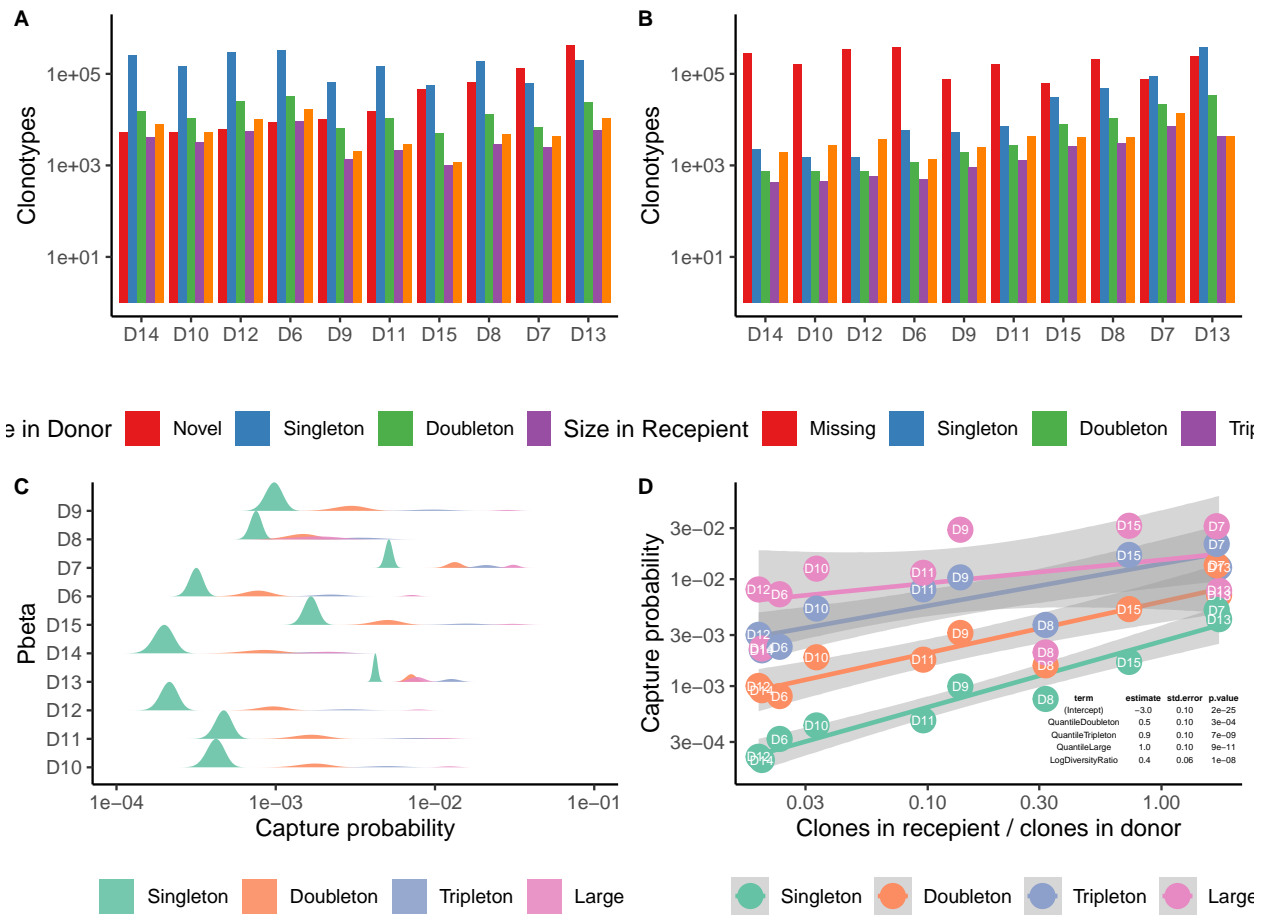 A
Clonotypes
1e+05
1e+03
1e+01
D14 D10 D12 D6 D9 D11 D15 D8 D7 D13
B
Clonotypes
1e+05
1e+03
1e+01
D14 D10 D12 D6 D9 D11 D15 D8 D7 D13
e in Donor Novel Singleton Doubleton
Size in Recepient Missing Singleton Doubleton Trip
C
Pbeta
D9
D8
D7
D6
D15
D14
D13
D12
D11
D10
1e−04 1e−03 1e−02 1e−01
Capture probability
Singleton Doubleton Tripleton Large
D
Capture probability
3e−02
1e−02
3e−03
1e−03
3e−04
D12 D6 D10 D11 D9 D8 D15 D7 D13
D12 D14 D6 D10 D11 D9 D8 D15 D7
D12 D14 D6 D10 D11 D9 D8 D15
D12 D14 D6 D10 D11 D9 D8 D15 D7 D13
term estimate std.error p.value
(Intercept) −3.0 0.10 2e−25
QuantileDoubleton 0.5 0.10 3e−04
QuantileTripleton 0.9 0.10 7e−09
QuantileLarge 1.0 0.10 9e−11
LogDiversityRatio 0.4 0.06 1e−08
0.03 0.10 0.30 1.00
Clones in recepient / clones in donor
Singleton Doubleton Tripleton Large